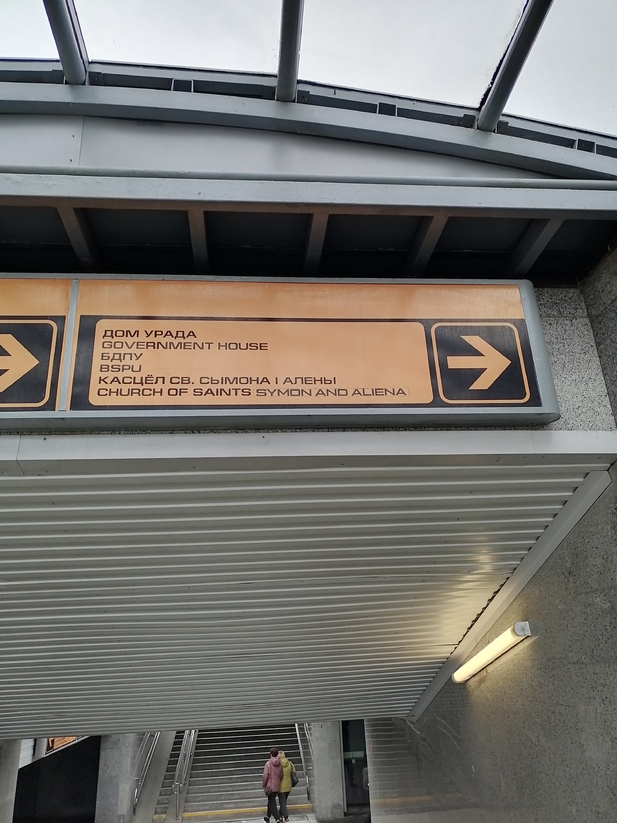 ДОМ УРАДА
GOVERNMENT HOUSE
БДПУ
BSPU
КАСЦЁЛ СВ. СЫМОНА І АЛЕНЫ
CHURCH OF SAINTS SYMON AND ALIENA